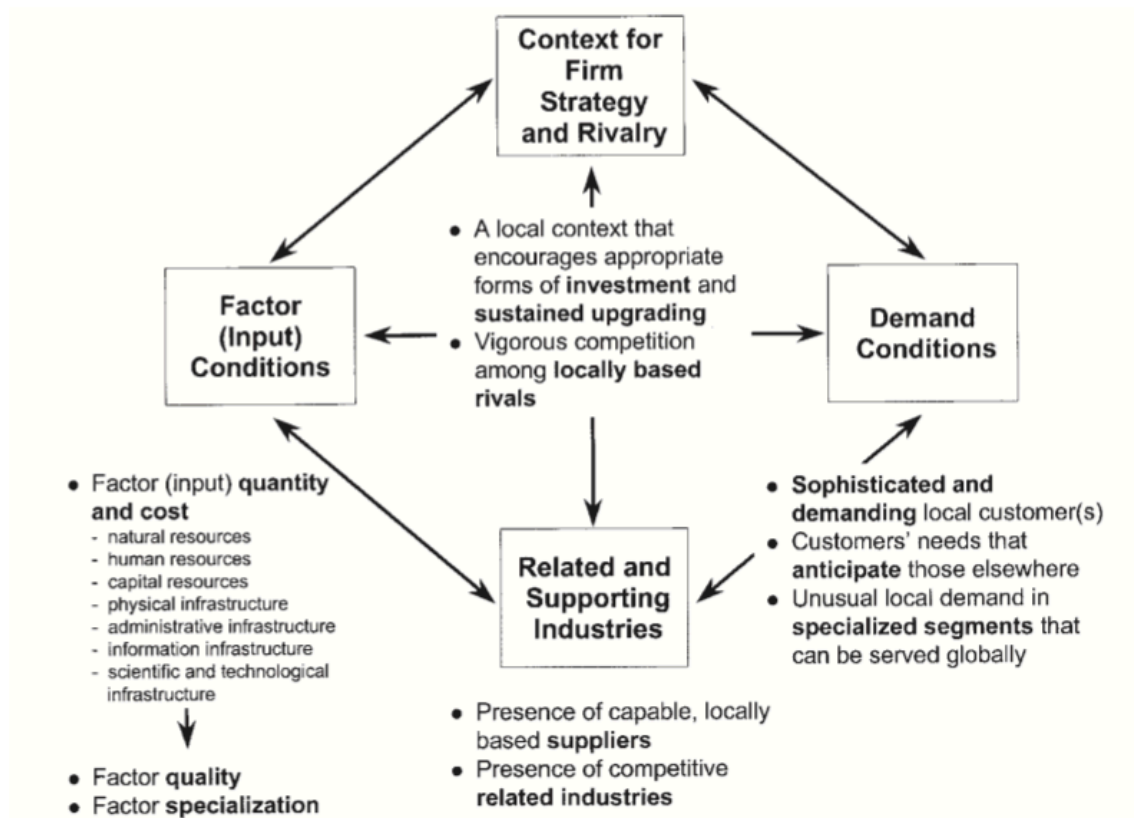 Context for
Firm
Strategy
and Rivalry
● A local context that
encourages appropriate
forms of investment and
sustained upgrading
● Vigorous competition
among locally based
rivals
Factor
(Input)
Conditions
Demand
Conditions
● Factor (input) quantity
and cost
- natural resources
- human resources
- capital resources
- physical infrastructure
- administrative infrastructure
- information infrastructure
- scientific and technological
infrastructure
● Factor quality
● Factor specialization
Related and
Supporting
Industries
● Presence of capable, locally
based suppliers
● Presence of competitive
related industries
● Sophisticated and
demanding local customer(s)
● Customers' needs that
anticipate those elsewhere
● Unusual local demand in
specialized segments that
can be served globally